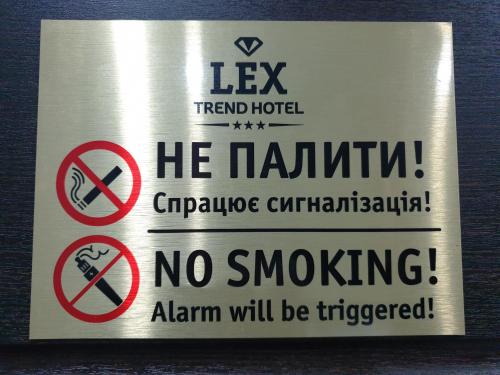 LEX
TREND HOTEL
НЕ ПАЛИТИ!
Спрацює сигналізація!
NO SMOKING!
Alarm will be triggered!